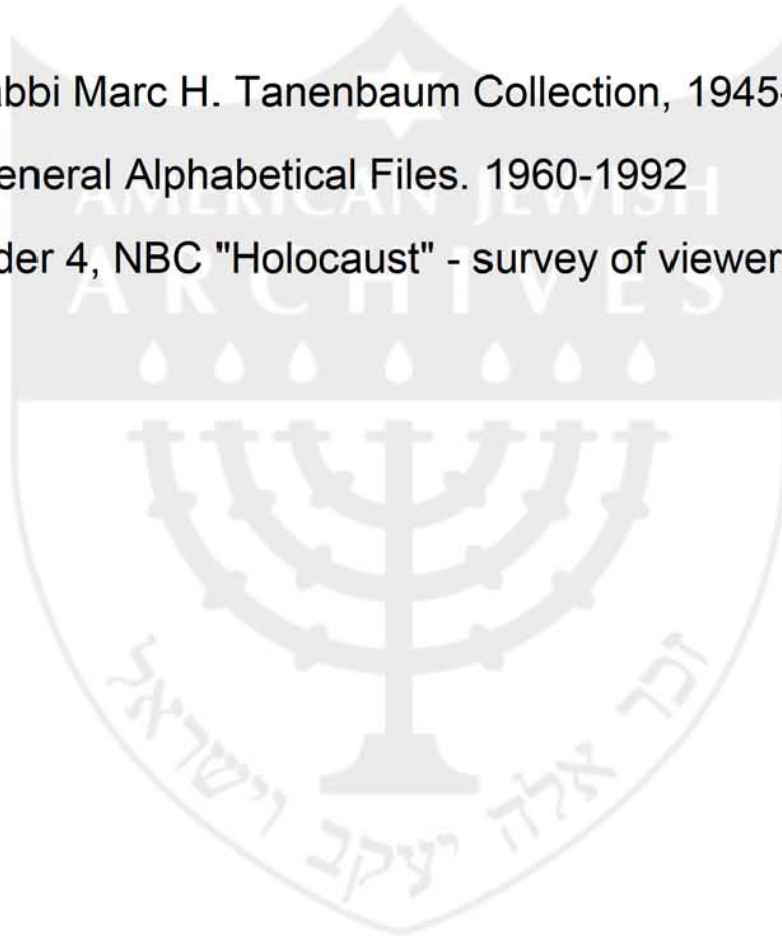 abbi Marc H. Tanenbaum Collection, 1945-
eneral Alphabetical Files. 1960-1992
der 4, NBC "Holocaust" - survey of viewer
AMERICAN JEWISH
ARCHIVES
זכר אלה יעקב וישראל